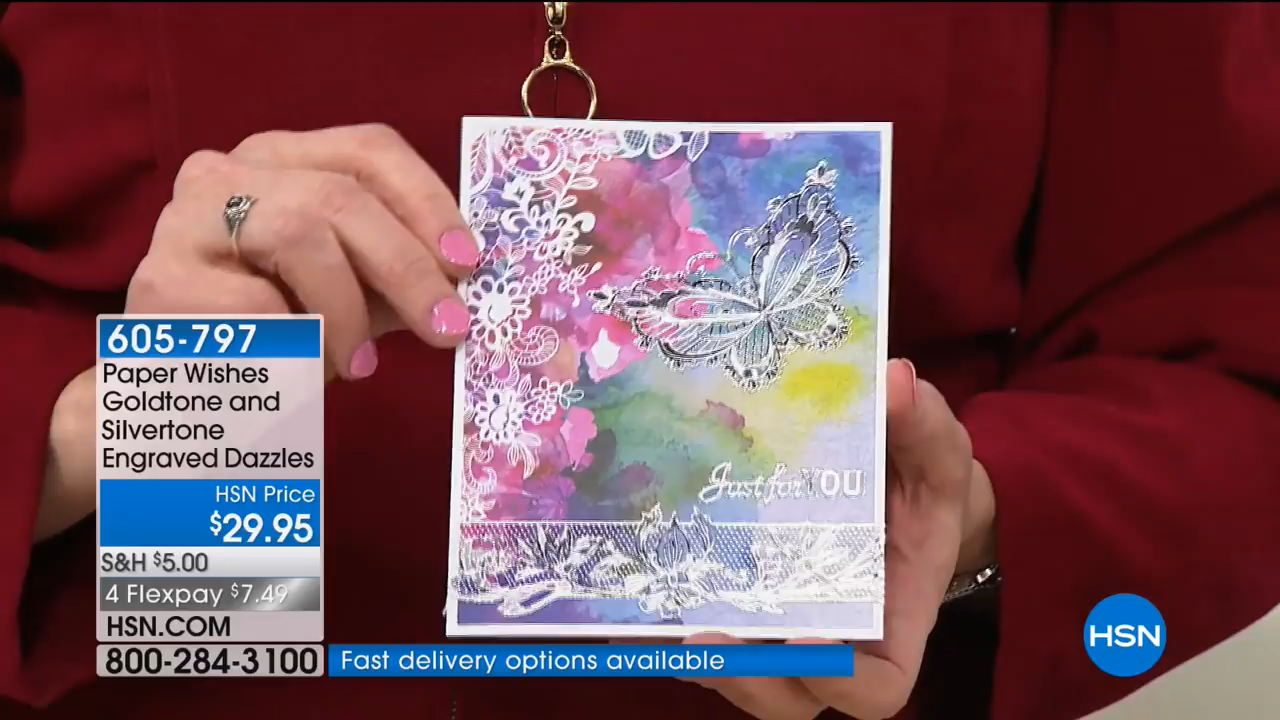 605-797
Paper Wishes
Goldtone and
Silvertone
Engraved Dazzles
HSN Price
$29.95
S&H $5.00
4 Flexpay $7.49
HSN.COM
800-284-3100
Fast delivery options available
Just for YOU
HSN